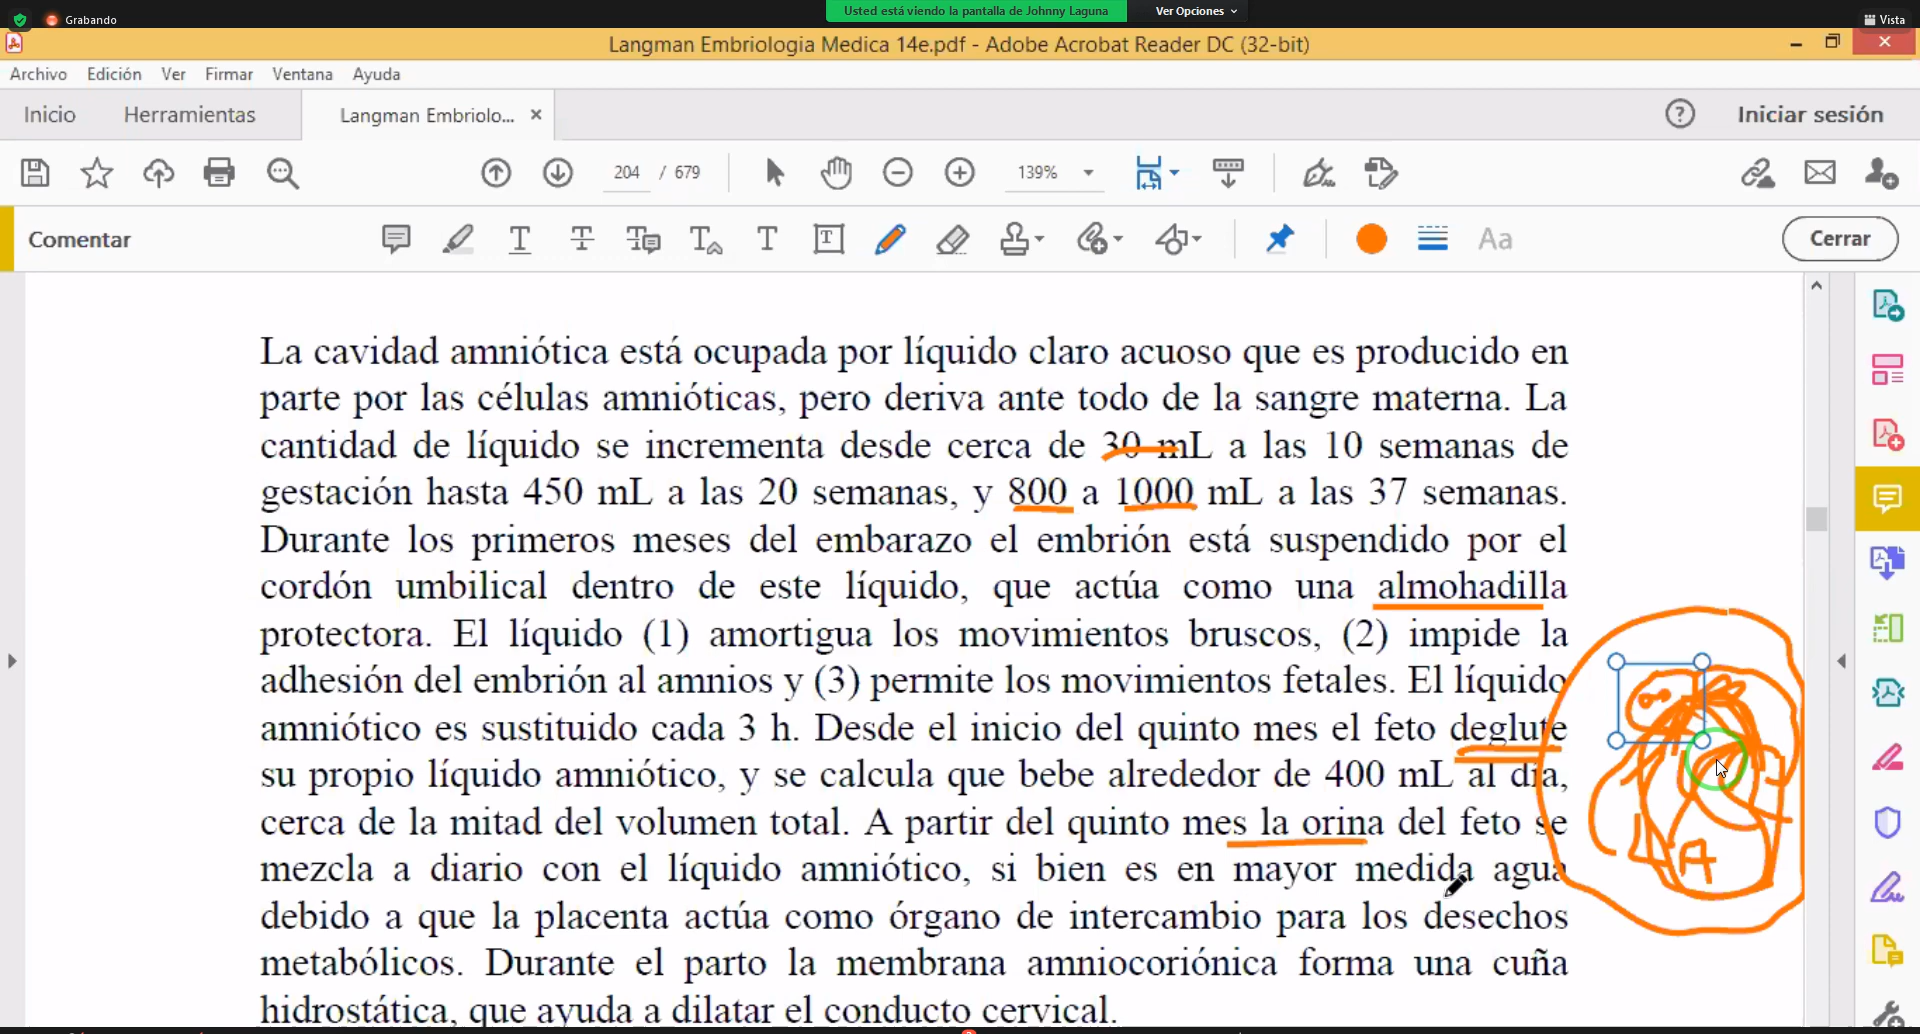 Grabando
Usted está viendo la pantalla de Johnny Laguna
Ver Opciones
Vista
Langman Embriologia Medica 14e.pdf - Adobe Acrobat Reader DC (32-bit)
Archivo Edición Ver Firmar Ventana Ayuda
Inicio Herramientas Langman Embriolo... × ? Iniciar sesión
204 / 679 139%
Comentar Aa Cerrar
La cavidad amniótica está ocupada por líquido claro acuoso que es producido en
parte por las células amnióticas, pero deriva ante todo de la sangre materna. La
cantidad de líquido se incrementa desde cerca de 30 mL a las 10 semanas de
gestación hasta 450 mL a las 20 semanas, y 800 a 1000 mL a las 37 semanas.
Durante los primeros meses del embarazo el embrión está suspendido por el
cordón umbilical dentro de este líquido, que actúa como una almohadilla
protectora. El líquido (1) amortigua los movimientos bruscos, (2) impide la
adhesión del embrión al amnios y (3) permite los movimientos fetales. El líquido
amniótico es sustituido cada 3 h. Desde el inicio del quinto mes el feto deglute
su propio líquido amniótico, y se calcula que bebe alrededor de 400 mL al día,
cerca de la mitad del volumen total. A partir del quinto mes la orina del feto se
mezcla a diario con el líquido amniótico, si bien es en mayor medida agua
debido a que la placenta actúa como órgano de intercambio para los desechos
metabólicos. Durante el parto la membrana amniocoriónica forma una cuña
hidrostática, que ayuda a dilatar el conducto cervical.